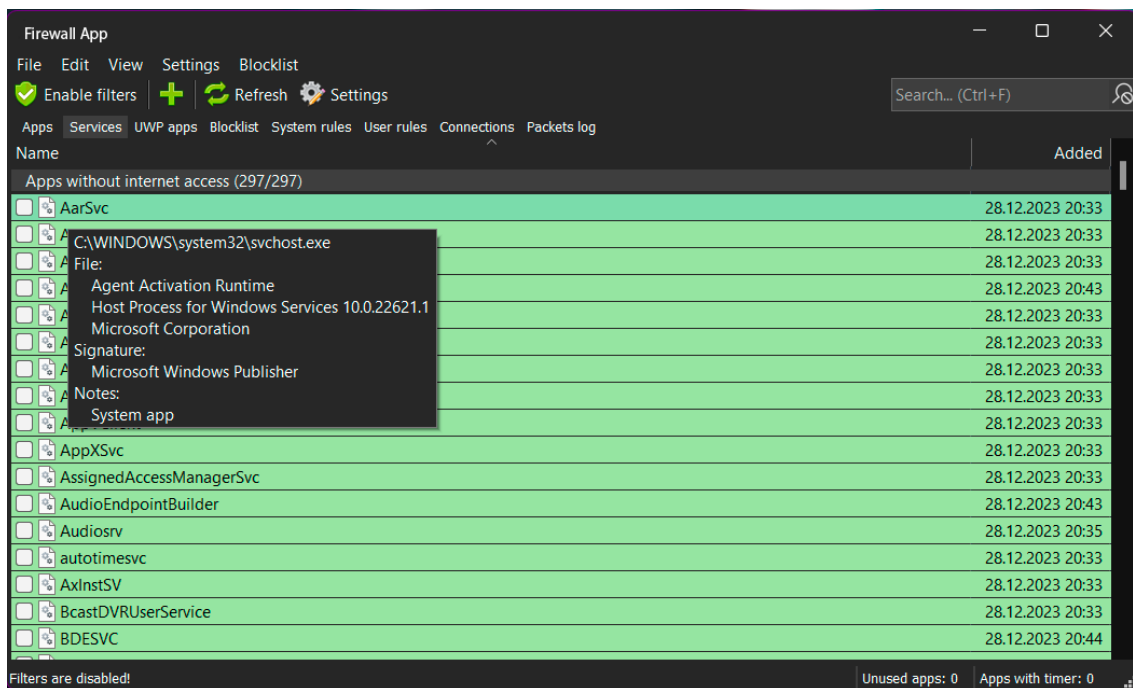 Firewall App
File Edit View Settings Blocklist
Enable filters Refresh Settings Search... (Ctrl+F)
Apps Services UWP apps Blocklist System rules User rules Connections Packets log
Name Added
Apps without internet access (297/297)
AarSvc 28.12.2023 20:33
A 28.12.2023 20:33
A 28.12.2023 20:33
A 28.12.2023 20:43
A 28.12.2023 20:33
A 28.12.2023 20:33
A 28.12.2023 20:33
A 28.12.2023 20:33
28.12.2023 20:33
C:\WINDOWS\system32\svchost.exe
File:
Agent Activation Runtime
Host Process for Windows Services 10.0.22621.1
Microsoft Corporation
Signature:
Microsoft Windows Publisher
Notes:
System app
AppXSvc 28.12.2023 20:33
AssignedAccessManagerSvc 28.12.2023 20:33
AudioEndpointBuilder 28.12.2023 20:43
Audiosrv 28.12.2023 20:35
autotimesvc 28.12.2023 20:33
AxInstSV 28.12.2023 20:33
BcastDVRUserService 28.12.2023 20:33
BDESVC 28.12.2023 20:44
Filters are disabled! Unused apps: 0 Apps with timer: 0